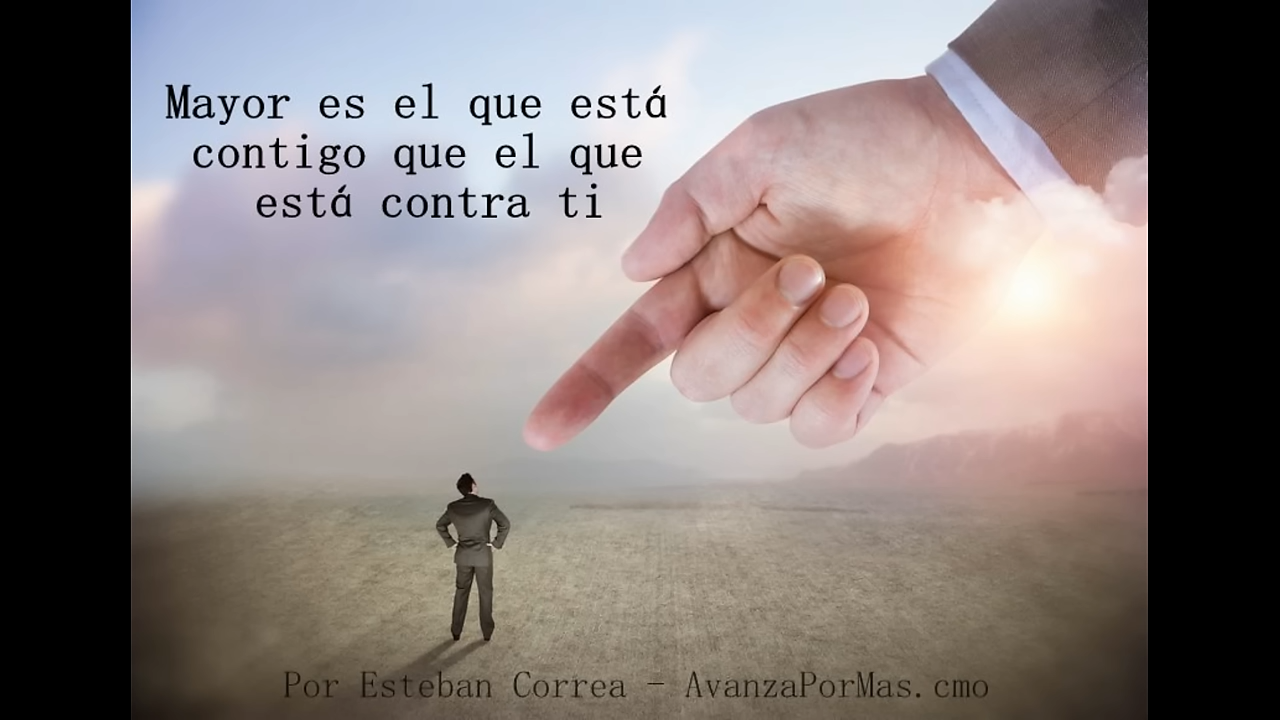 Mayor es el que está
contigo que el que
está contra ti
Por Esteban Correa - AvanzaPorMas.cmo